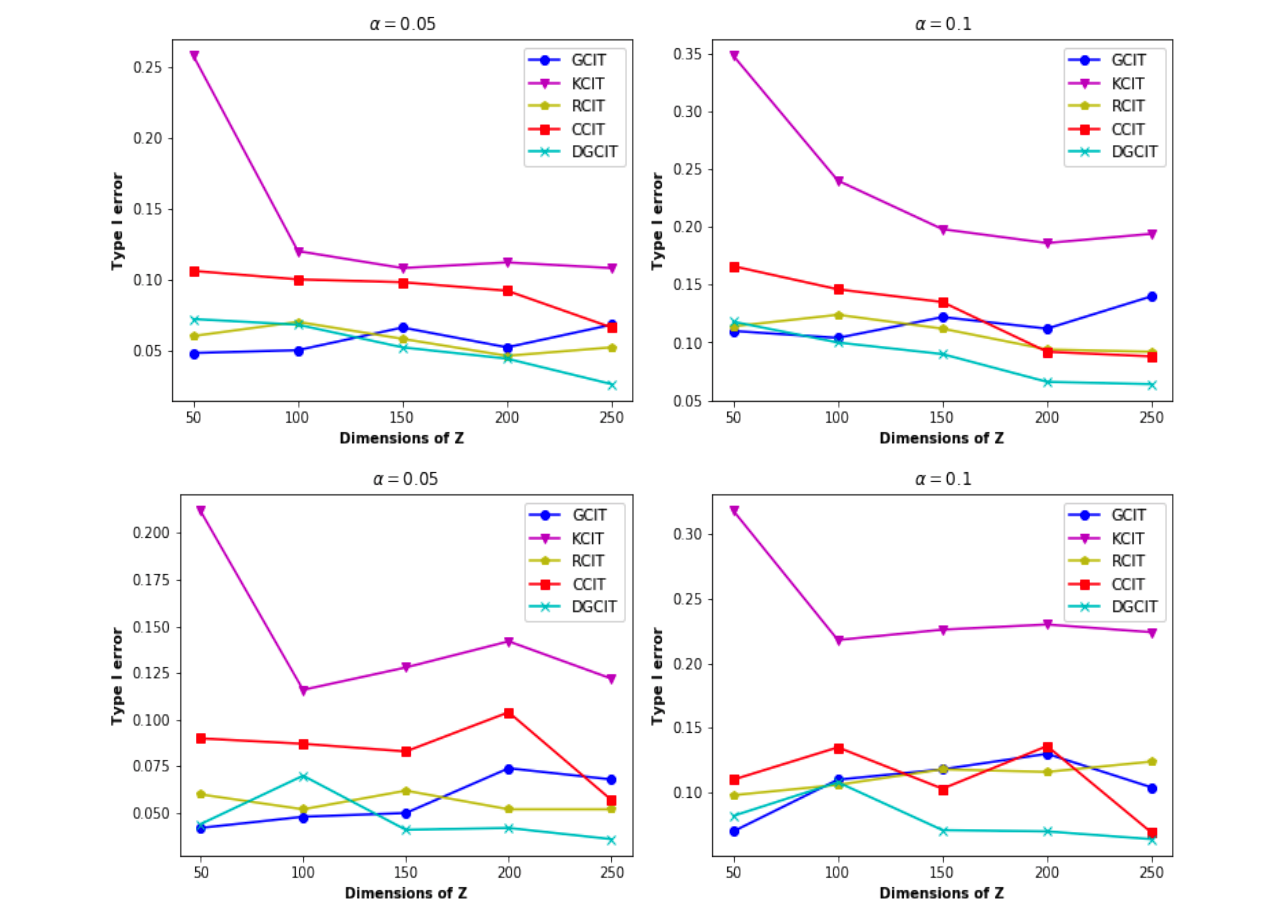 α = 0.05
0.25
0.20
0.15
0.10
0.05
Type I error
50 100 150 200 250
Dimensions of Z
GCIT
KCIT
RCIT
CCIT
DGCIT
α = 0.1
0.35
0.30
0.25
0.20
0.15
0.10
0.05
Type I error
50 100 150 200 250
Dimensions of Z
GCIT
KCIT
RCIT
CCIT
DGCIT
α = 0.05
0.200
0.175
0.150
0.125
0.100
0.075
0.050
Type I error
50 100 150 200 250
Dimensions of Z
GCIT
KCIT
RCIT
CCIT
DGCIT
α = 0.1
0.30
0.25
0.20
0.15
0.10
Type I error
50 100 150 200 250
Dimensions of Z
GCIT
KCIT
RCIT
CCIT
DGCIT